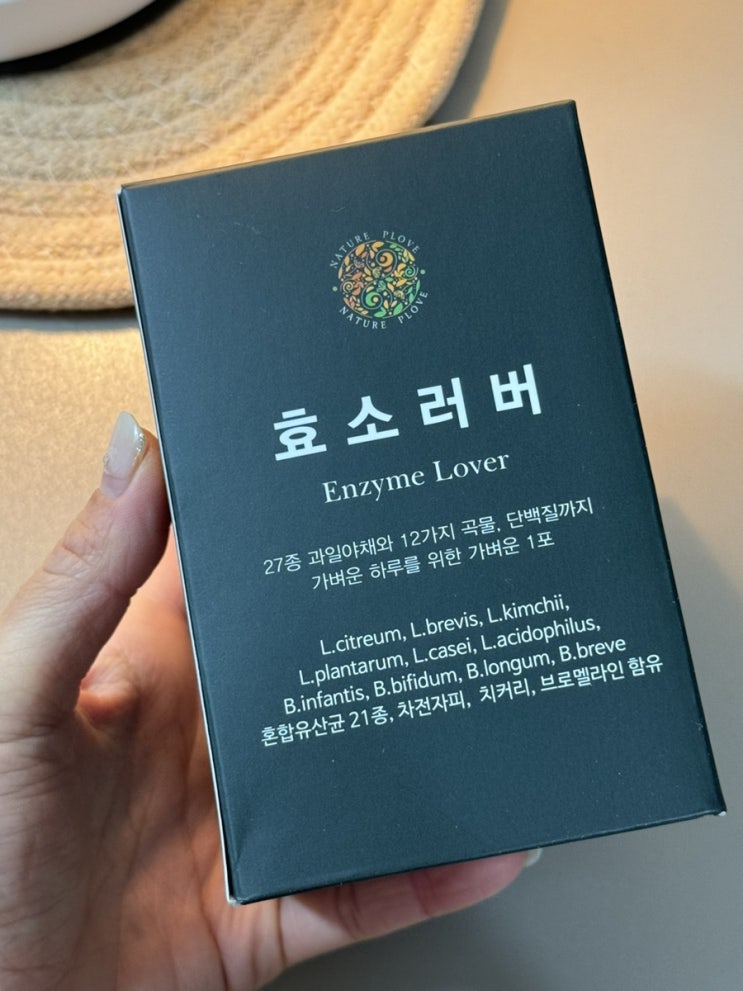 NATURE PLOVE
NATURE PLOVE
효소러버
Enzyme Lover
27종 과일야채와 12가지 곡물, 단백질까지
가벼운 하루를 위한 가벼운 1포
L.citreum, L.brevis, L.kimchii,
L.plantarum, L.casei, L.acidophilus,
B.infantis, B.bifidum, B.longum, B.breve
혼합유산균 21종, 차전자피, 치커리, 브로멜라인 함유